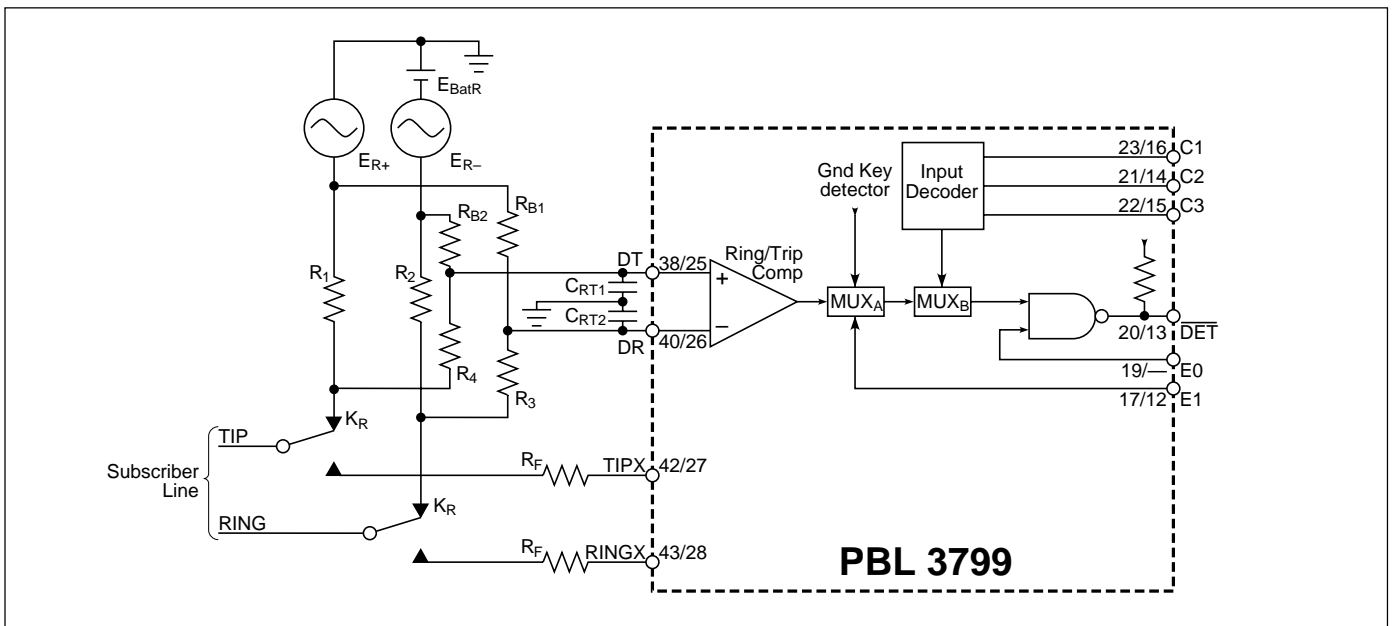 E_BatR
E_R+
E_R–
R_B2
R_B1
R_1
R_2
R_4
R_3
DT
38/25
C_RT1
C_RT2
DR
40/26
+
–
Ring/Trip
Comp
Gnd Key
detector
Input
Decoder
MUX_A
MUX_B
23/16 C1
21/14 C2
22/15 C3
20/13 DET
19/— E0
17/12 E1
K_R
TIP
Subscriber
Line
RING
K_R
R_F TIPX 42/27
R_F RINGX 43/28
PBL 3799